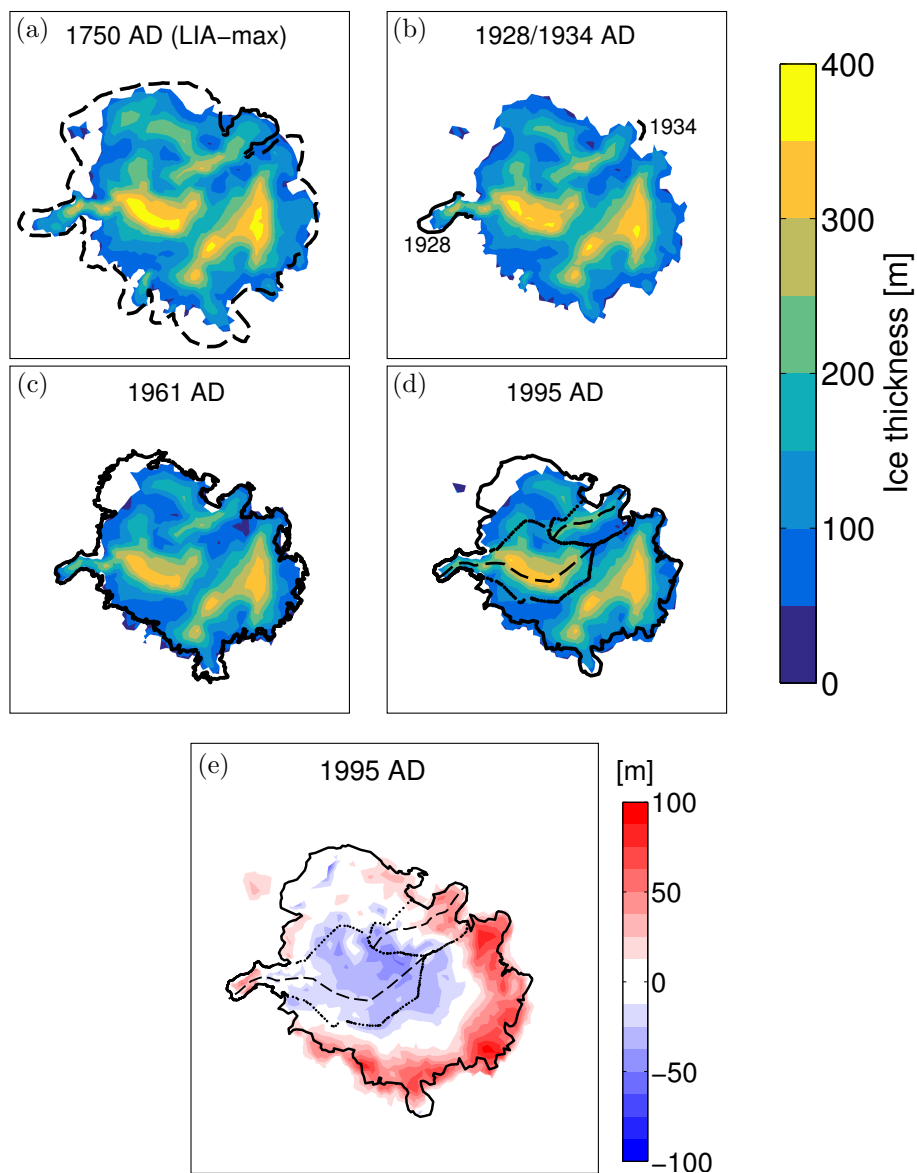 (a) 1750 AD (LIA−max)
(b) 1928/1934 AD
1934
1928
(c) 1961 AD
(d) 1995 AD
400
300
200
100
0
Ice thickness [m]
(e) 1995 AD
[m]
100
50
0
−50
−100